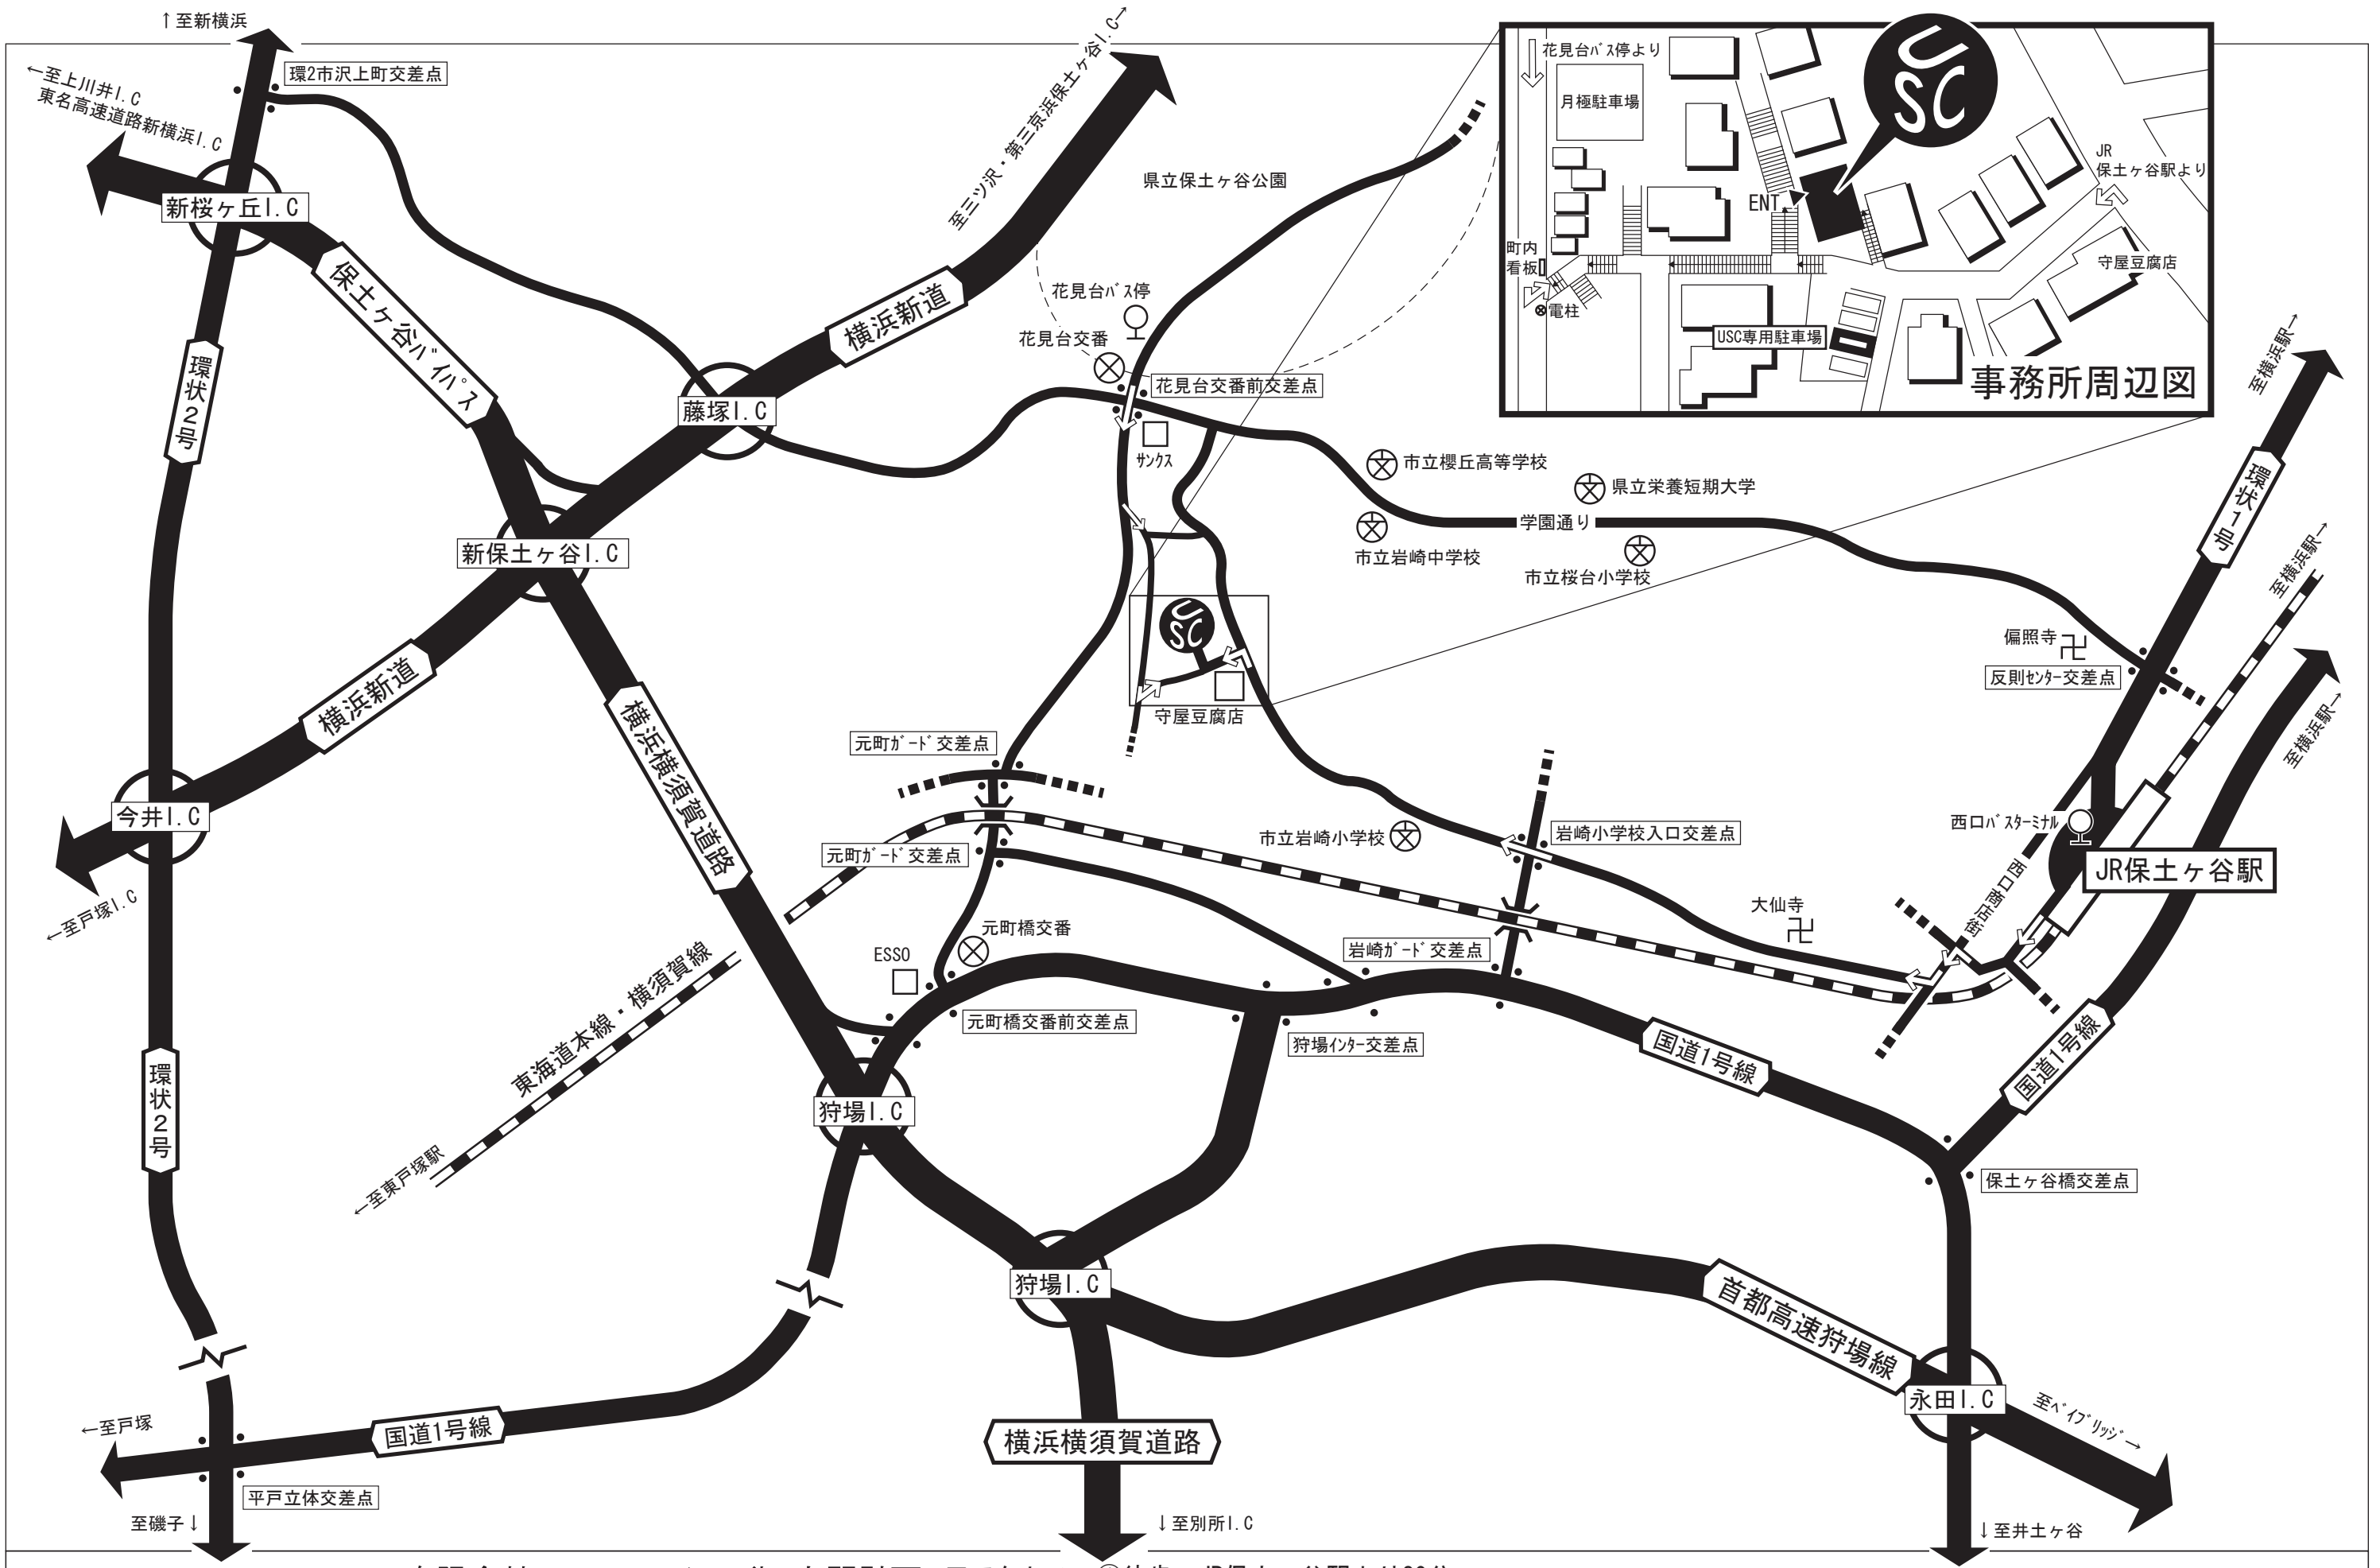 ↑至新横浜
環2市沢上町交差点
←至上川井I.C
東名高速道路新横浜I.C
新桜ヶ丘I.C
保土ヶ谷バイパス
環状2号
横浜新道
至三ツ沢・第三京浜保土ヶ谷I.C→
県立保土ヶ谷公園
花見台バス停
花見台交番
花見台交番前交差点
藤塚I.C
サンクス
新保土ヶ谷I.C
横浜新道
今井I.C
←至戸塚I.C
横浜横須賀道路
市立櫻丘高等学校
県立栄養短期大学
学園通り
市立岩崎中学校
市立桜台小学校
USC
守屋豆腐店
花見台バス停より
月極駐車場
USC
JR
保土ヶ谷駅より
ENT
町内
看板
電柱
守屋豆腐店
USC専用駐車場
事務所周辺図
至横浜駅→
環状1号
至横浜駅→
偏照寺
反則センター交差点
至横浜駅→
元町ガード交差点
元町ガード交差点
市立岩崎小学校
岩崎小学校入口交差点
西口バスターミナル
JR保土ヶ谷駅
西口商店街
大仙寺
元町橋交番
ESSO
岩崎ガード交差点
元町橋交番前交差点
狩場インター交差点
国道1号線
国道1号線
東海道本線・横須賀線
←至東戸塚駅
環状2号
狩場I.C
保土ヶ谷橋交差点
狩場I.C
首都高速狩場線
永田I.C
至ベイブリッジ→
←至戸塚
国道1号線
横浜横須賀道路
平戸立体交差点
至磯子↓
↓至別所I.C
↓至井土ヶ谷